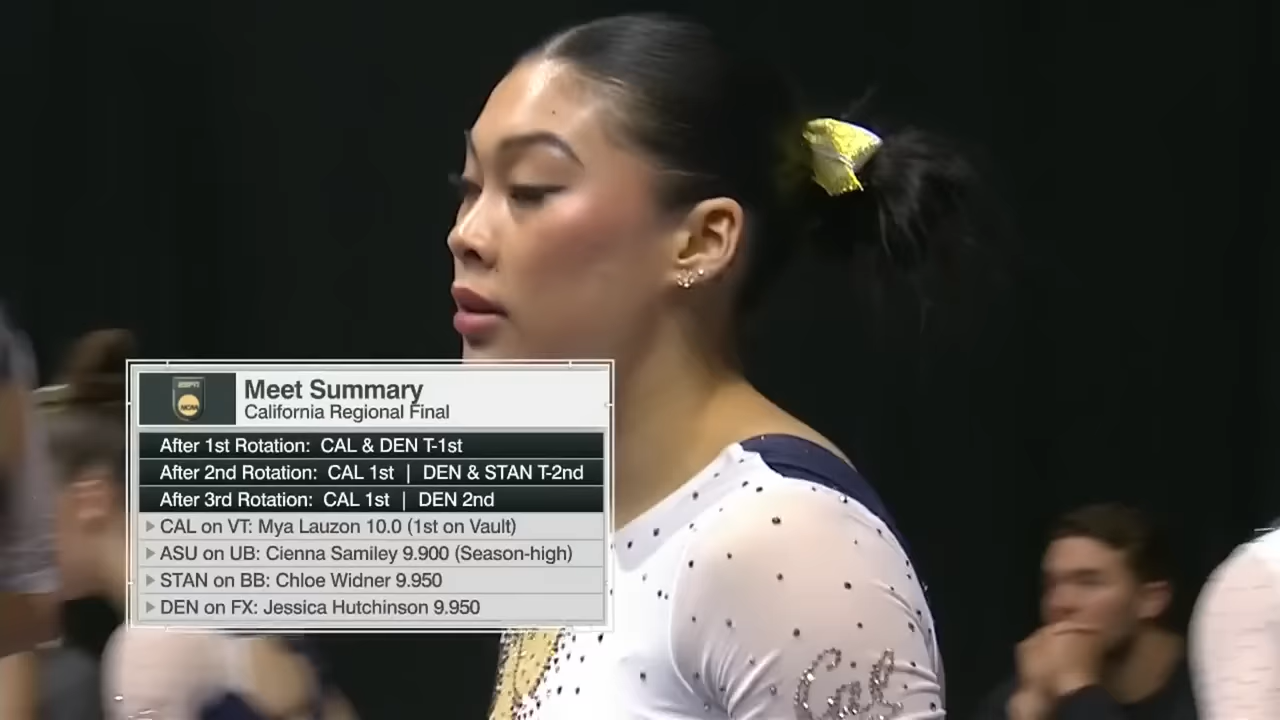 ESPN
NCAA
Meet Summary
California Regional Final
After 1st Rotation: CAL & DEN T-1st
After 2nd Rotation: CAL 1st | DEN & STAN T-2nd
After 3rd Rotation: CAL 1st | DEN 2nd
CAL on VT: Mya Lauzon 10.0 (1st on Vault)
ASU on UB: Cienna Samiley 9.900 (Season-high)
STAN on BB: Chloe Widner 9.950
DEN on FX: Jessica Hutchinson 9.950
Cal